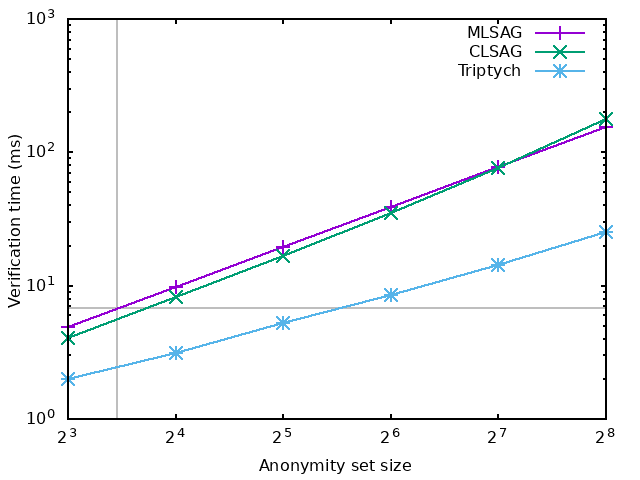 10³
MLSAG
CLSAG
Triptych
10²
Verification time (ms)
10¹
10⁰
2³ 2⁴ 2⁵ 2⁶ 2⁷ 2⁸
Anonymity set size